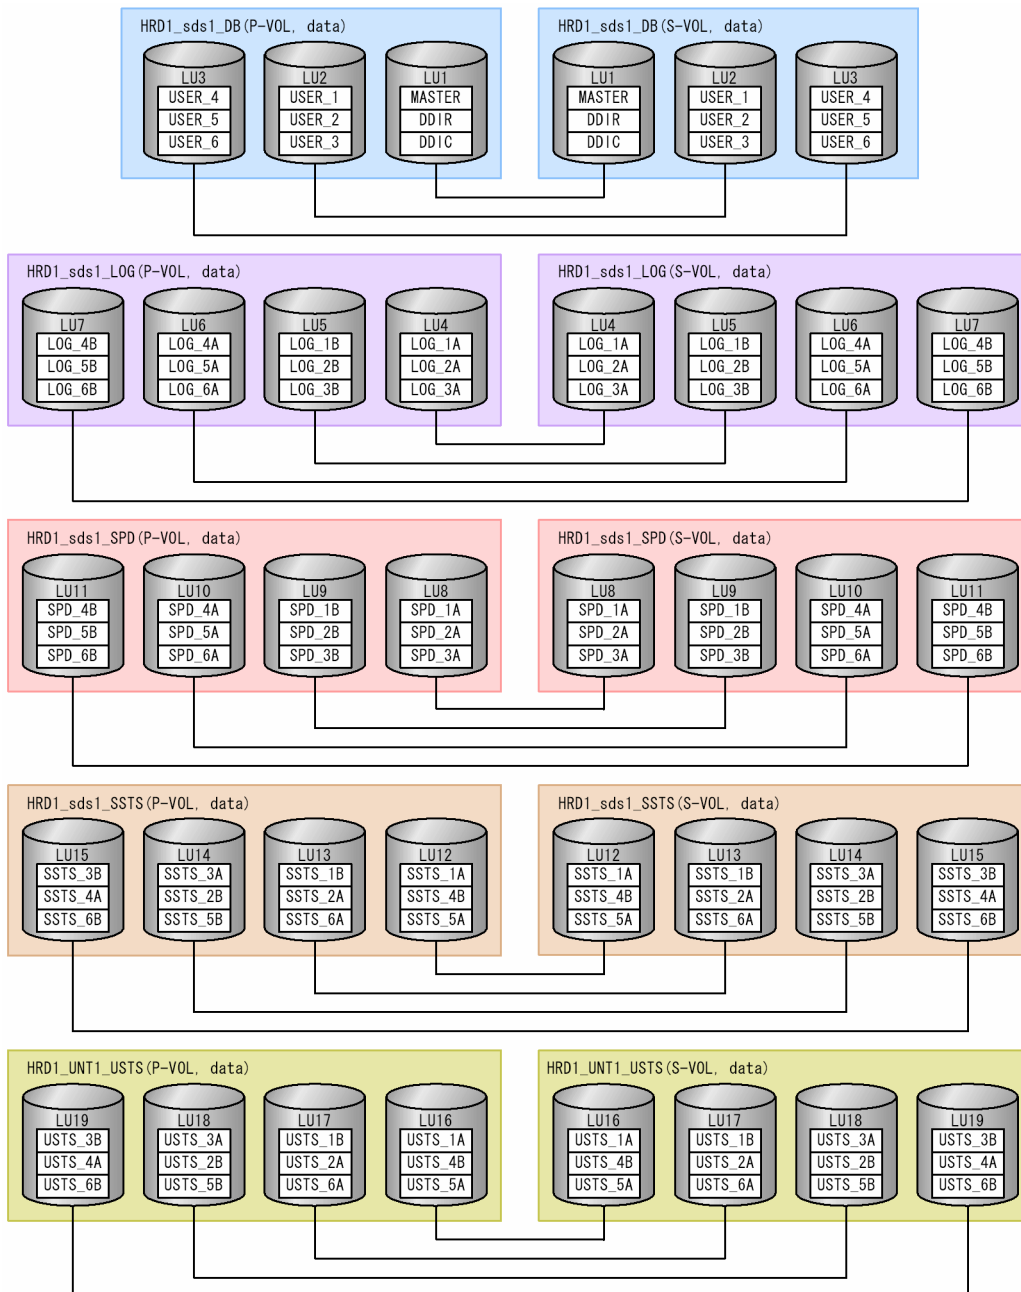 HRD1_sds1_DB(P-VOL, data)
LU3
USER_4
USER_5
USER_6
LU2
USER_1
USER_2
USER_3
LU1
MASTER
DDIR
DDIC
HRD1_sds1_DB(S-VOL, data)
LU1
MASTER
DDIR
DDIC
LU2
USER_1
USER_2
USER_3
LU3
USER_4
USER_5
USER_6
HRD1_sds1_LOG(P-VOL, data)
LU7
LOG_4B
LOG_5B
LOG_6B
LU6
LOG_4A
LOG_5A
LOG_6A
LU5
LOG_1B
LOG_2B
LOG_3B
LU4
LOG_1A
LOG_2A
LOG_3A
HRD1_sds1_LOG(S-VOL, data)
LU4
LOG_1A
LOG_2A
LOG_3A
LU5
LOG_1B
LOG_2B
LOG_3B
LU6
LOG_4A
LOG_5A
LOG_6A
LU7
LOG_4B
LOG_5B
LOG_6B
HRD1_sds1_SPD(P-VOL, data)
LU11
SPD_4B
SPD_5B
SPD_6B
LU10
SPD_4A
SPD_5A
SPD_6A
LU9
SPD_1B
SPD_2B
SPD_3B
LU8
SPD_1A
SPD_2A
SPD_3A
HRD1_sds1_SPD(S-VOL, data)
LU8
SPD_1A
SPD_2A
SPD_3A
LU9
SPD_1B
SPD_2B
SPD_3B
LU10
SPD_4A
SPD_5A
SPD_6A
LU11
SPD_4B
SPD_5B
SPD_6B
HRD1_sds1_SSTS(P-VOL, data)
LU15
SSTS_3B
SSTS_4A
SSTS_6B
LU14
SSTS_3A
SSTS_2B
SSTS_5B
LU13
SSTS_1B
SSTS_2A
SSTS_6A
LU12
SSTS_1A
SSTS_4B
SSTS_5A
HRD1_sds1_SSTS(S-VOL, data)
LU12
SSTS_1A
SSTS_4B
SSTS_5A
LU13
SSTS_1B
SSTS_2A
SSTS_6A
LU14
SSTS_3A
SSTS_2B
SSTS_5B
LU15
SSTS_3B
SSTS_4A
SSTS_6B
HRD1_UNT1_USTS(P-VOL, data)
LU19
USTS_3B
USTS_4A
USTS_6B
LU18
USTS_3A
USTS_2B
USTS_5B
LU17
USTS_1B
USTS_2A
USTS_6A
LU16
USTS_1A
USTS_4B
USTS_5A
HRD1_UNT1_USTS(S-VOL, data)
LU16
USTS_1A
USTS_4B
USTS_5A
LU17
USTS_1B
USTS_2A
USTS_6A
LU18
USTS_3A
USTS_2B
USTS_5B
LU19
USTS_3B
USTS_4A
USTS_6B